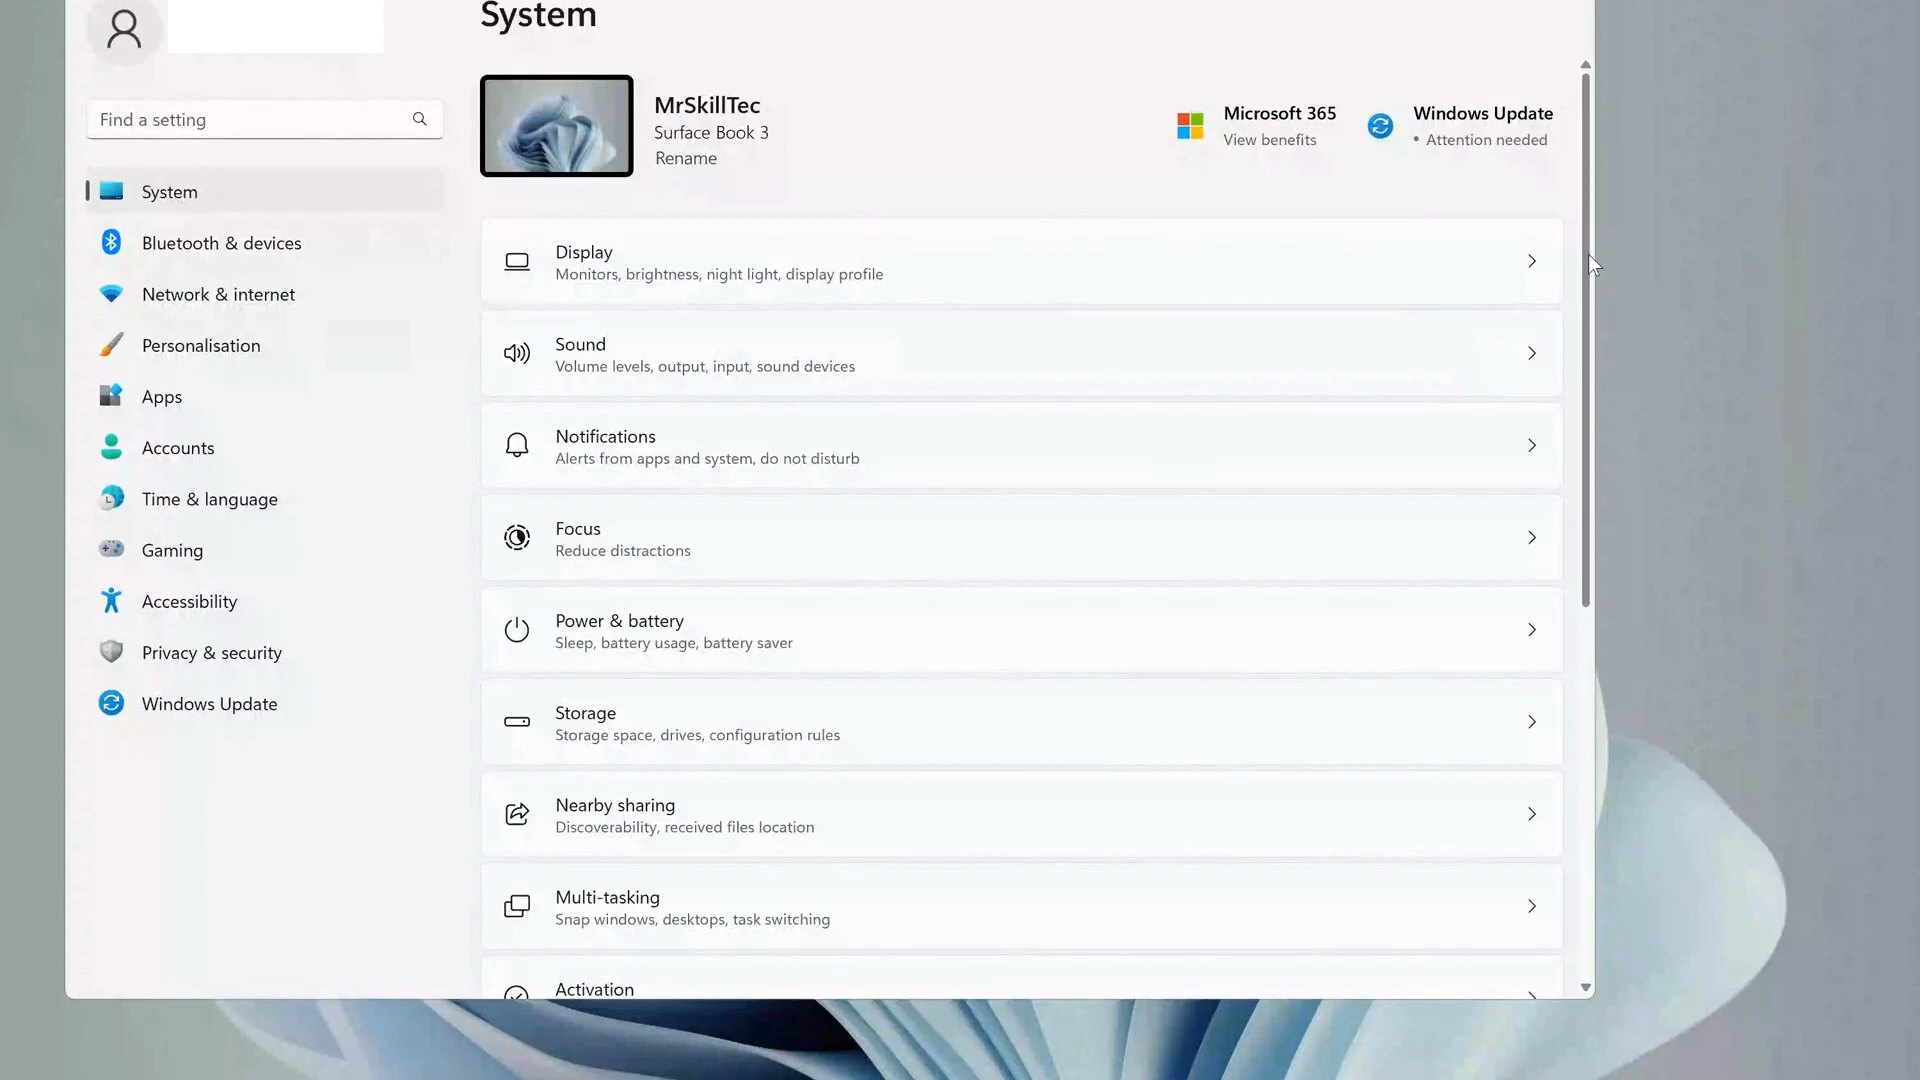 System
MrSkillTec
Surface Book 3
Rename
Microsoft 365
View benefits
Windows Update
• Attention needed
Find a setting
System
Bluetooth & devices
Network & internet
Personalisation
Apps
Accounts
Time & language
Gaming
Accessibility
Privacy & security
Windows Update
Display
Monitors, brightness, night light, display profile
Sound
Volume levels, output, input, sound devices
Notifications
Alerts from apps and system, do not disturb
Focus
Reduce distractions
Power & battery
Sleep, battery usage, battery saver
Storage
Storage space, drives, configuration rules
Nearby sharing
Discoverability, received files location
Multi-tasking
Snap windows, desktops, task switching
Activation